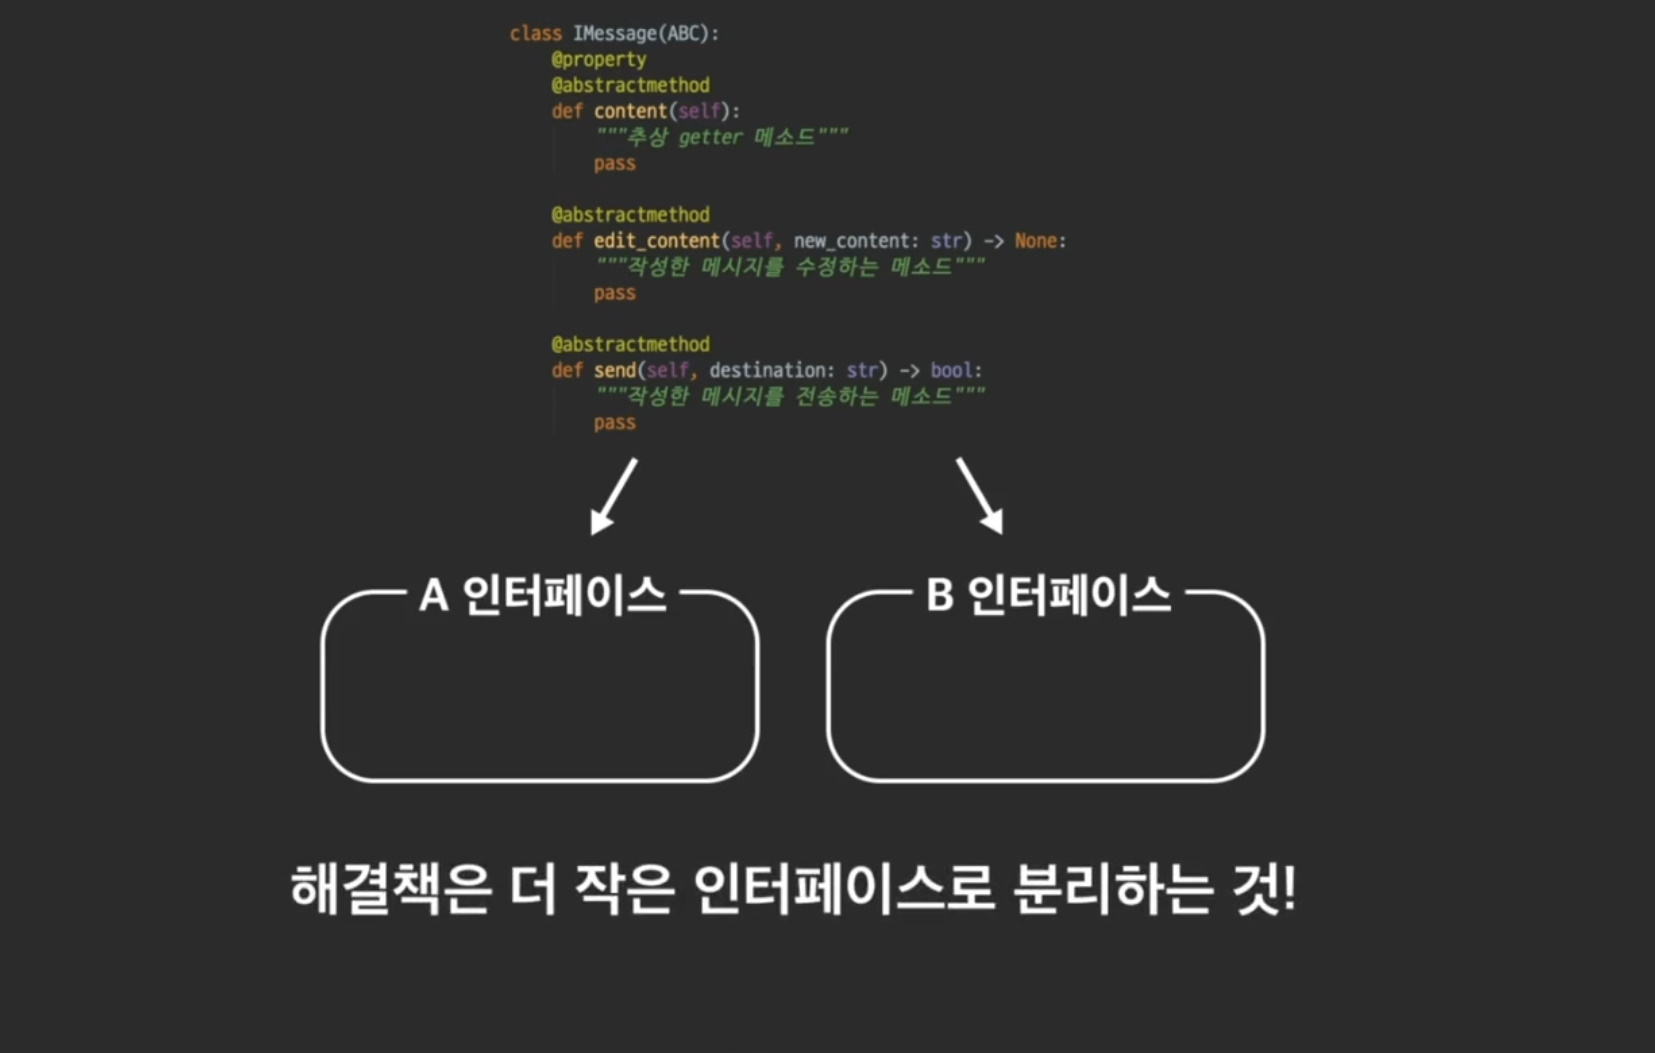 class IMessage(ABC):
    @property
    @abstractmethod
    def content(self):
        """추상 getter 메소드"""
        pass

    @abstractmethod
    def edit_content(self, new_content: str) -> None:
        """작성한 메시지를 수정하는 메소드"""
        pass

    @abstractmethod
    def send(self, destination: str) -> bool:
        """작성한 메시지를 전송하는 메소드"""
        pass
A 인터페이스
B 인터페이스
해결책은 더 작은 인터페이스로 분리하는 것!